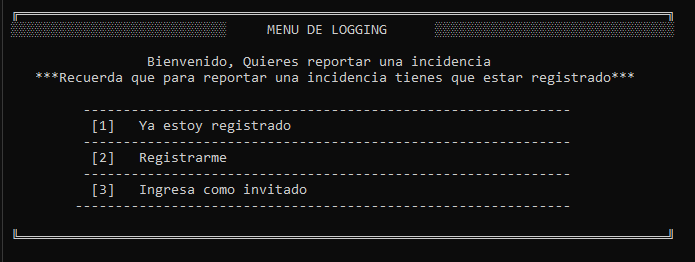 MENU DE LOGGING
Bienvenido, Quieres reportar una incidencia
***Recuerda que para reportar una incidencia tienes que estar registrado***
[1] Ya estoy registrado
[2] Registrarme
[3] Ingresa como invitado